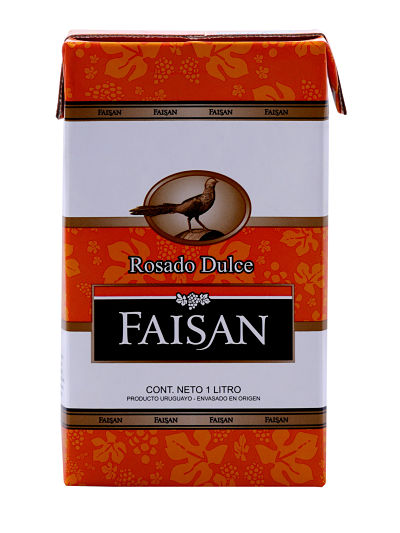 FAISAN FAISAN FAISAN FAISAN
Rosado Dulce
FAISAN
CONT. NETO 1 LITRO
PRODUCTO URUGUAYO - ENVASADO EN ORIGEN
FAISAN FAISAN FAISAN FAISAN